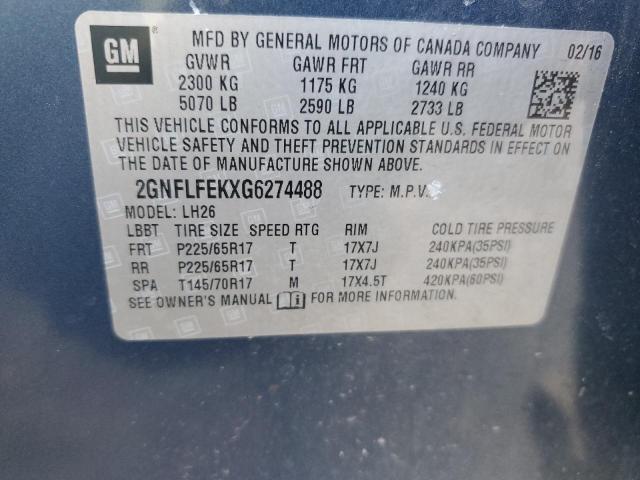 GM
MFD BY GENERAL MOTORS OF CANADA COMPANY 02/16
GVWR GAWR FRT GAWR RR
2300 KG 1175 KG 1240 KG
5070 LB 2590 LB 2733 LB
THIS VEHICLE CONFORMS TO ALL APPLICABLE U.S. FEDERAL MOTOR
VEHICLE SAFETY AND THEFT PREVENTION STANDARDS IN EFFECT ON
THE DATE OF MANUFACTURE SHOWN ABOVE.
2GNFLFEKXG6274488 TYPE: M.P.V.
MODEL: LH26
LBBT TIRE SIZE SPEED RTG RIM COLD TIRE PRESSURE
FRT P225/65R17 T 17X7J 240KPA(35PSI)
RR P225/65R17 T 17X7J 240KPA(35PSI)
SPA T145/70R17 M 17X4.5T 420KPA(60PSI)
SEE OWNER'S MANUAL FOR MORE INFORMATION.